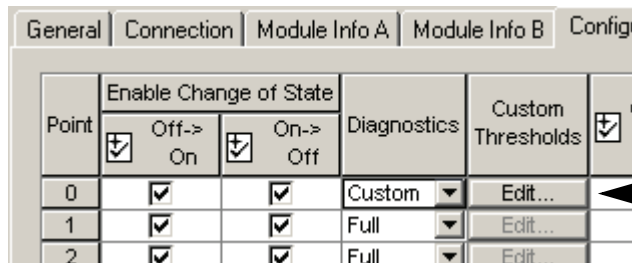 General Connection Module Info A Module Info B Configu
Point Enable Change of State Diagnostics Custom Thresholds
Off-> On On-> Off
0 Custom Edit...
1 Full Edit...
2 Full Edit...